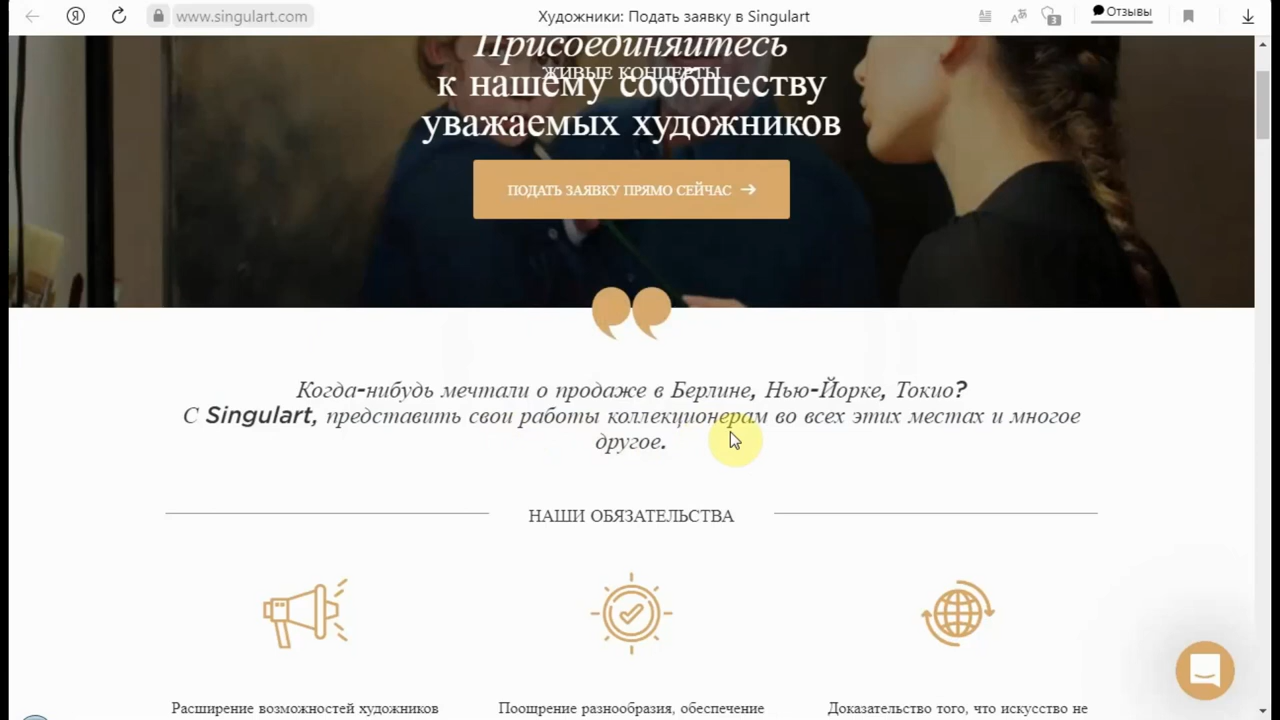 www.singulart.com
Художники: Подать заявку в Singulart
3
Отзывы
Присоединяйтесь
ЖИВЫЕ КОНЦЕРТЫ
к нашему сообществу
уважаемых художников
ПОДАТЬ ЗАЯВКУ ПРЯМО СЕЙЧАС →
Когда-нибудь мечтали о продаже в Берлине, Нью-Йорке, Токио?
С Singulart, представить свои работы коллекционерам во всех этих местах и многое
другое.
НАШИ ОБЯЗАТЕЛЬСТВА
Расширение возможностей художников
Поощрение разнообразия, обеспечение
Доказательство того, что искусство не